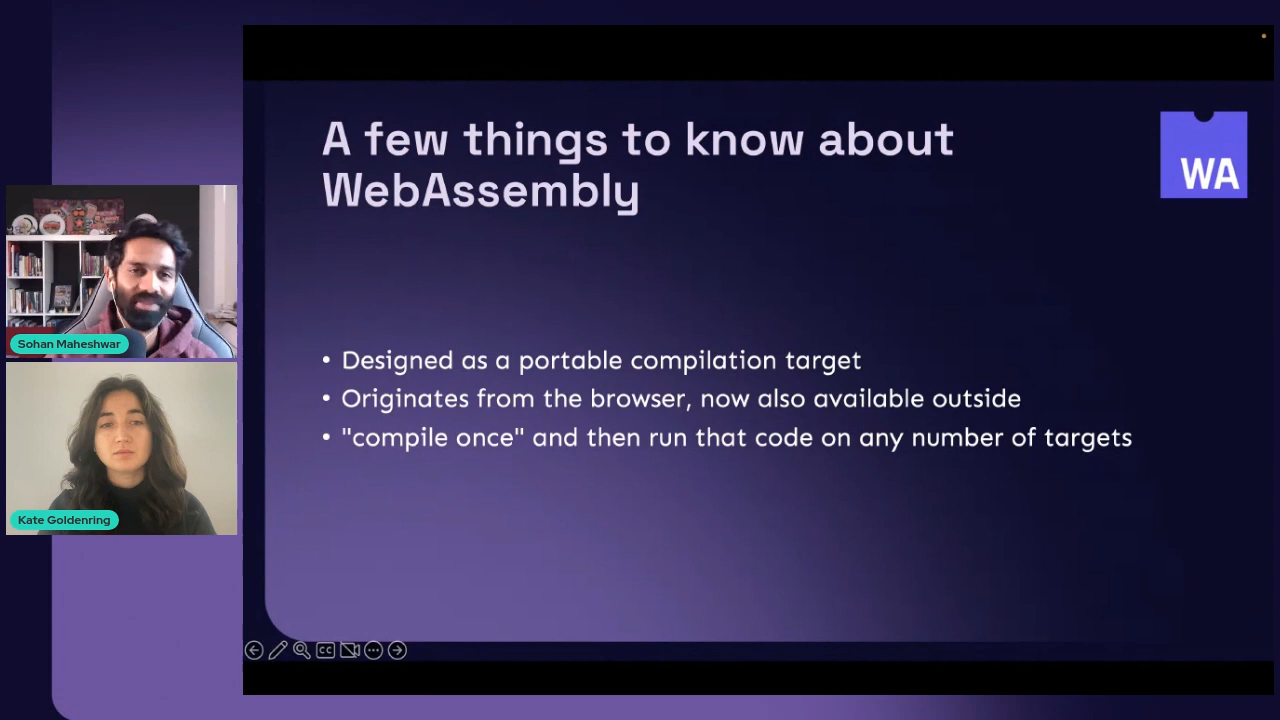 A few things to know about
WebAssembly
WA
• Designed as a portable compilation target
• Originates from the browser, now also available outside
• "compile once" and then run that code on any number of targets
Sohan Maheshwar
Kate Goldenring
CC